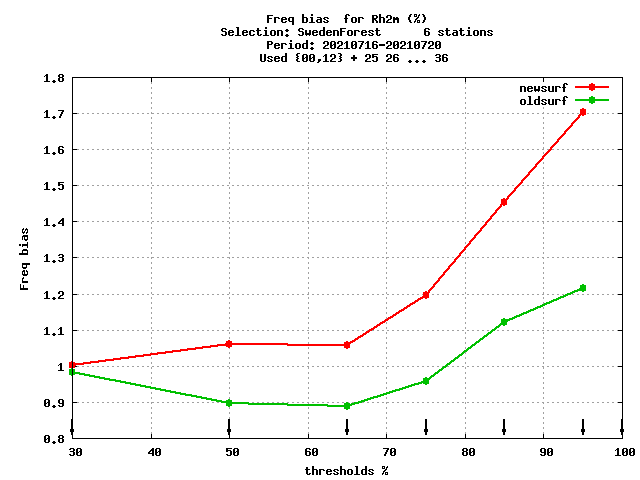 Freq bias  for Rh2m (%)
Selection: SwedenForest      6 stations
Period: 20210716-20210720
Used {00,12} + 25 26 ... 36
newsurf
oldsurf
1.8
1.7
1.6
1.5
1.4
1.3
1.2
1.1
1
0.9
0.8
Freq bias
30 40 50 60 70 80 90 100
thresholds %